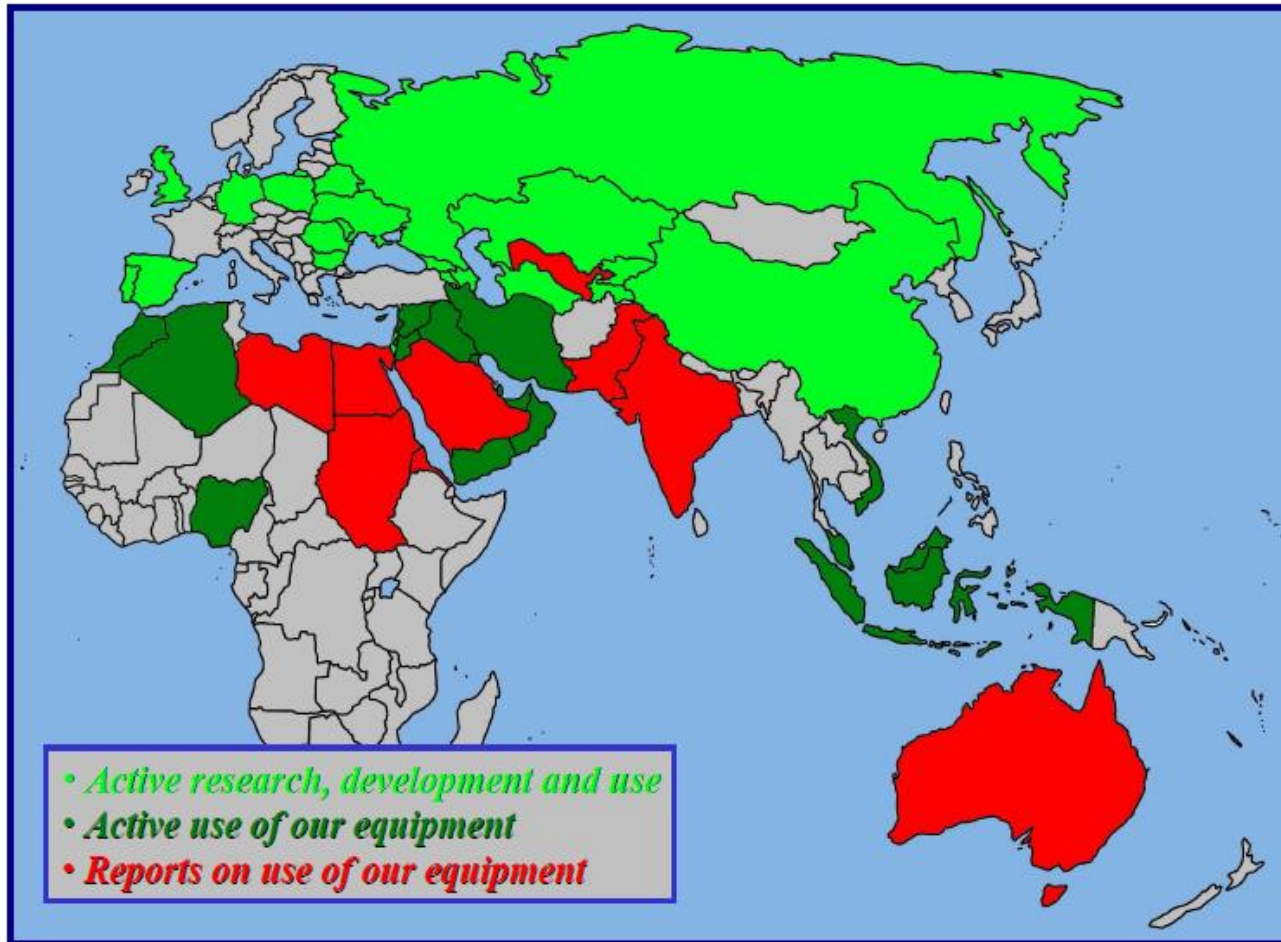 • Active research, development and use
• Active use of our equipment
• Reports on use of our equipment